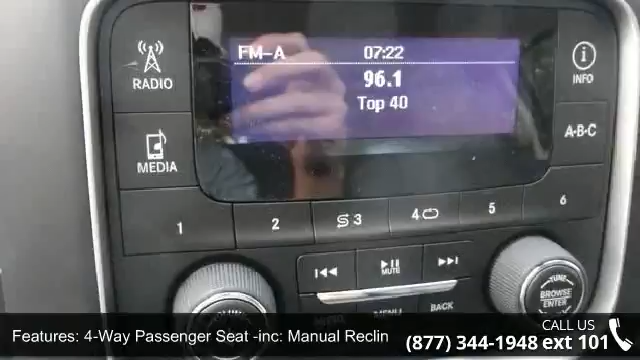 FM-A 07:22
96.1
Top 40
RADIO
INFO
MEDIA
A-B-C
1 2 3 4 5 6
MUTE
MENU
BACK
TUNE
BROWSE
ENTER
Features: 4-Way Passenger Seat -inc: Manual Reclin
CALL US
(877) 344-1948 ext 101